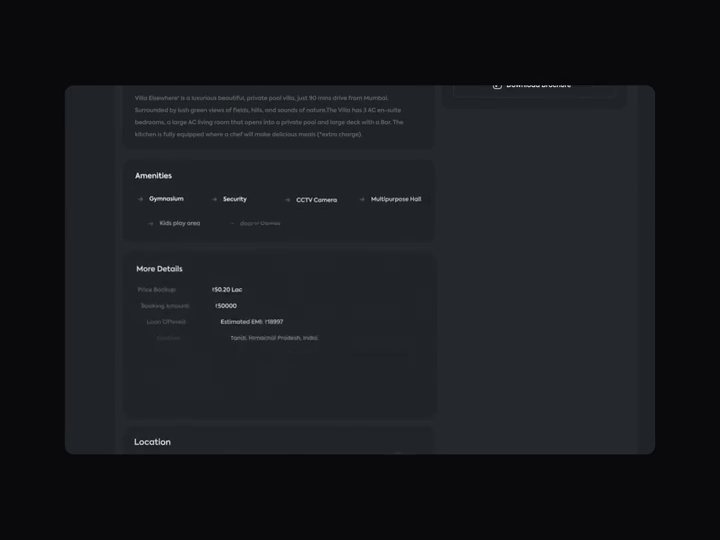 Download Brochure
Villa Elsewhere' is a luxurious beautiful, private pool villa, just 90 mns drive from Mumbai.
Surrounded by lush green views of fields, hills, and sounds of nature.The Villa has 3 AC en-suite
bedrooms, a large AC living room that opens into a private pool and large deck with a Bar. The
kitchen is fully equipped where a chef will make delicious meals (*extra charge).
Amenities
Gymnasium Security CCTV Camera Multipurpose Hall
Kids play area
More Details
Price Backup: ₹50.20 Lac
Booking Amount: ₹50000
Loan Offered: Estimated EMI: ₹18997
Tandi, Himachal Pradesh, India.
Location